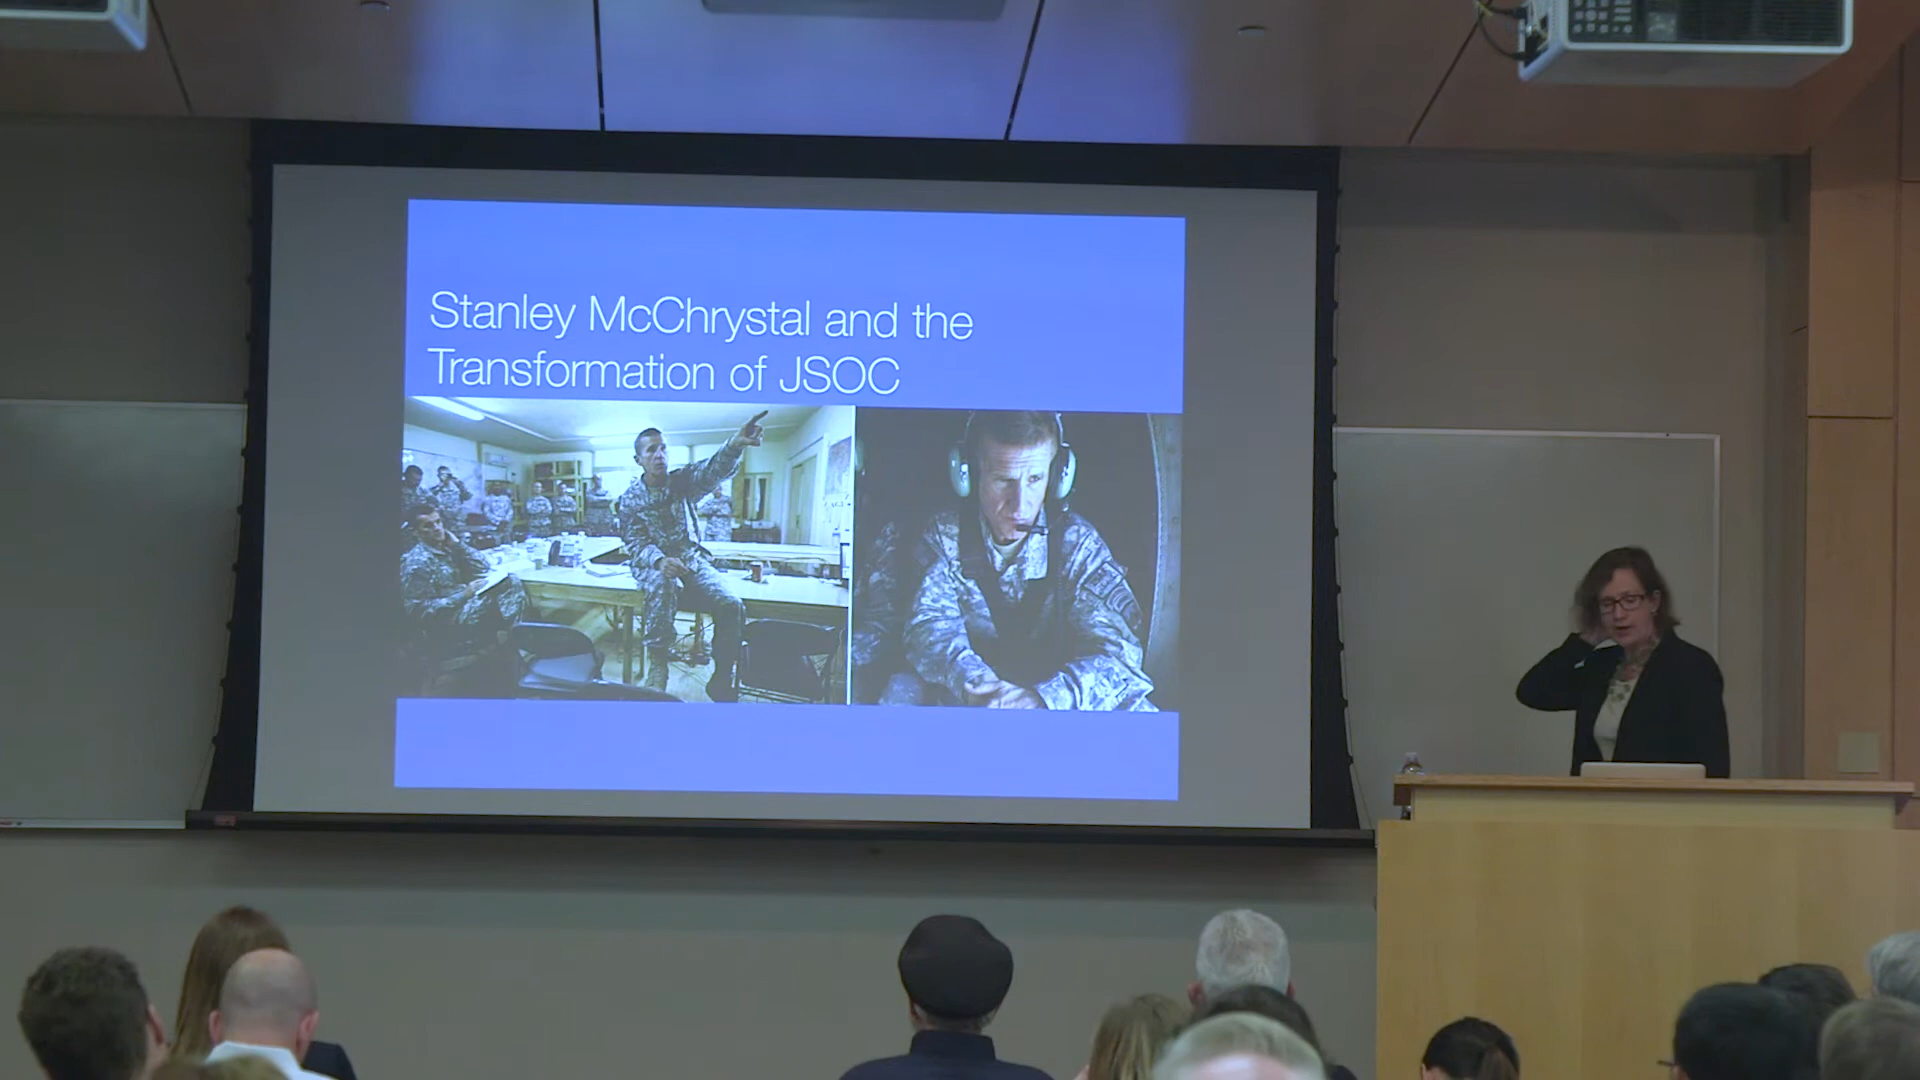 Stanley McChrystal and the
Transformation of JSOC